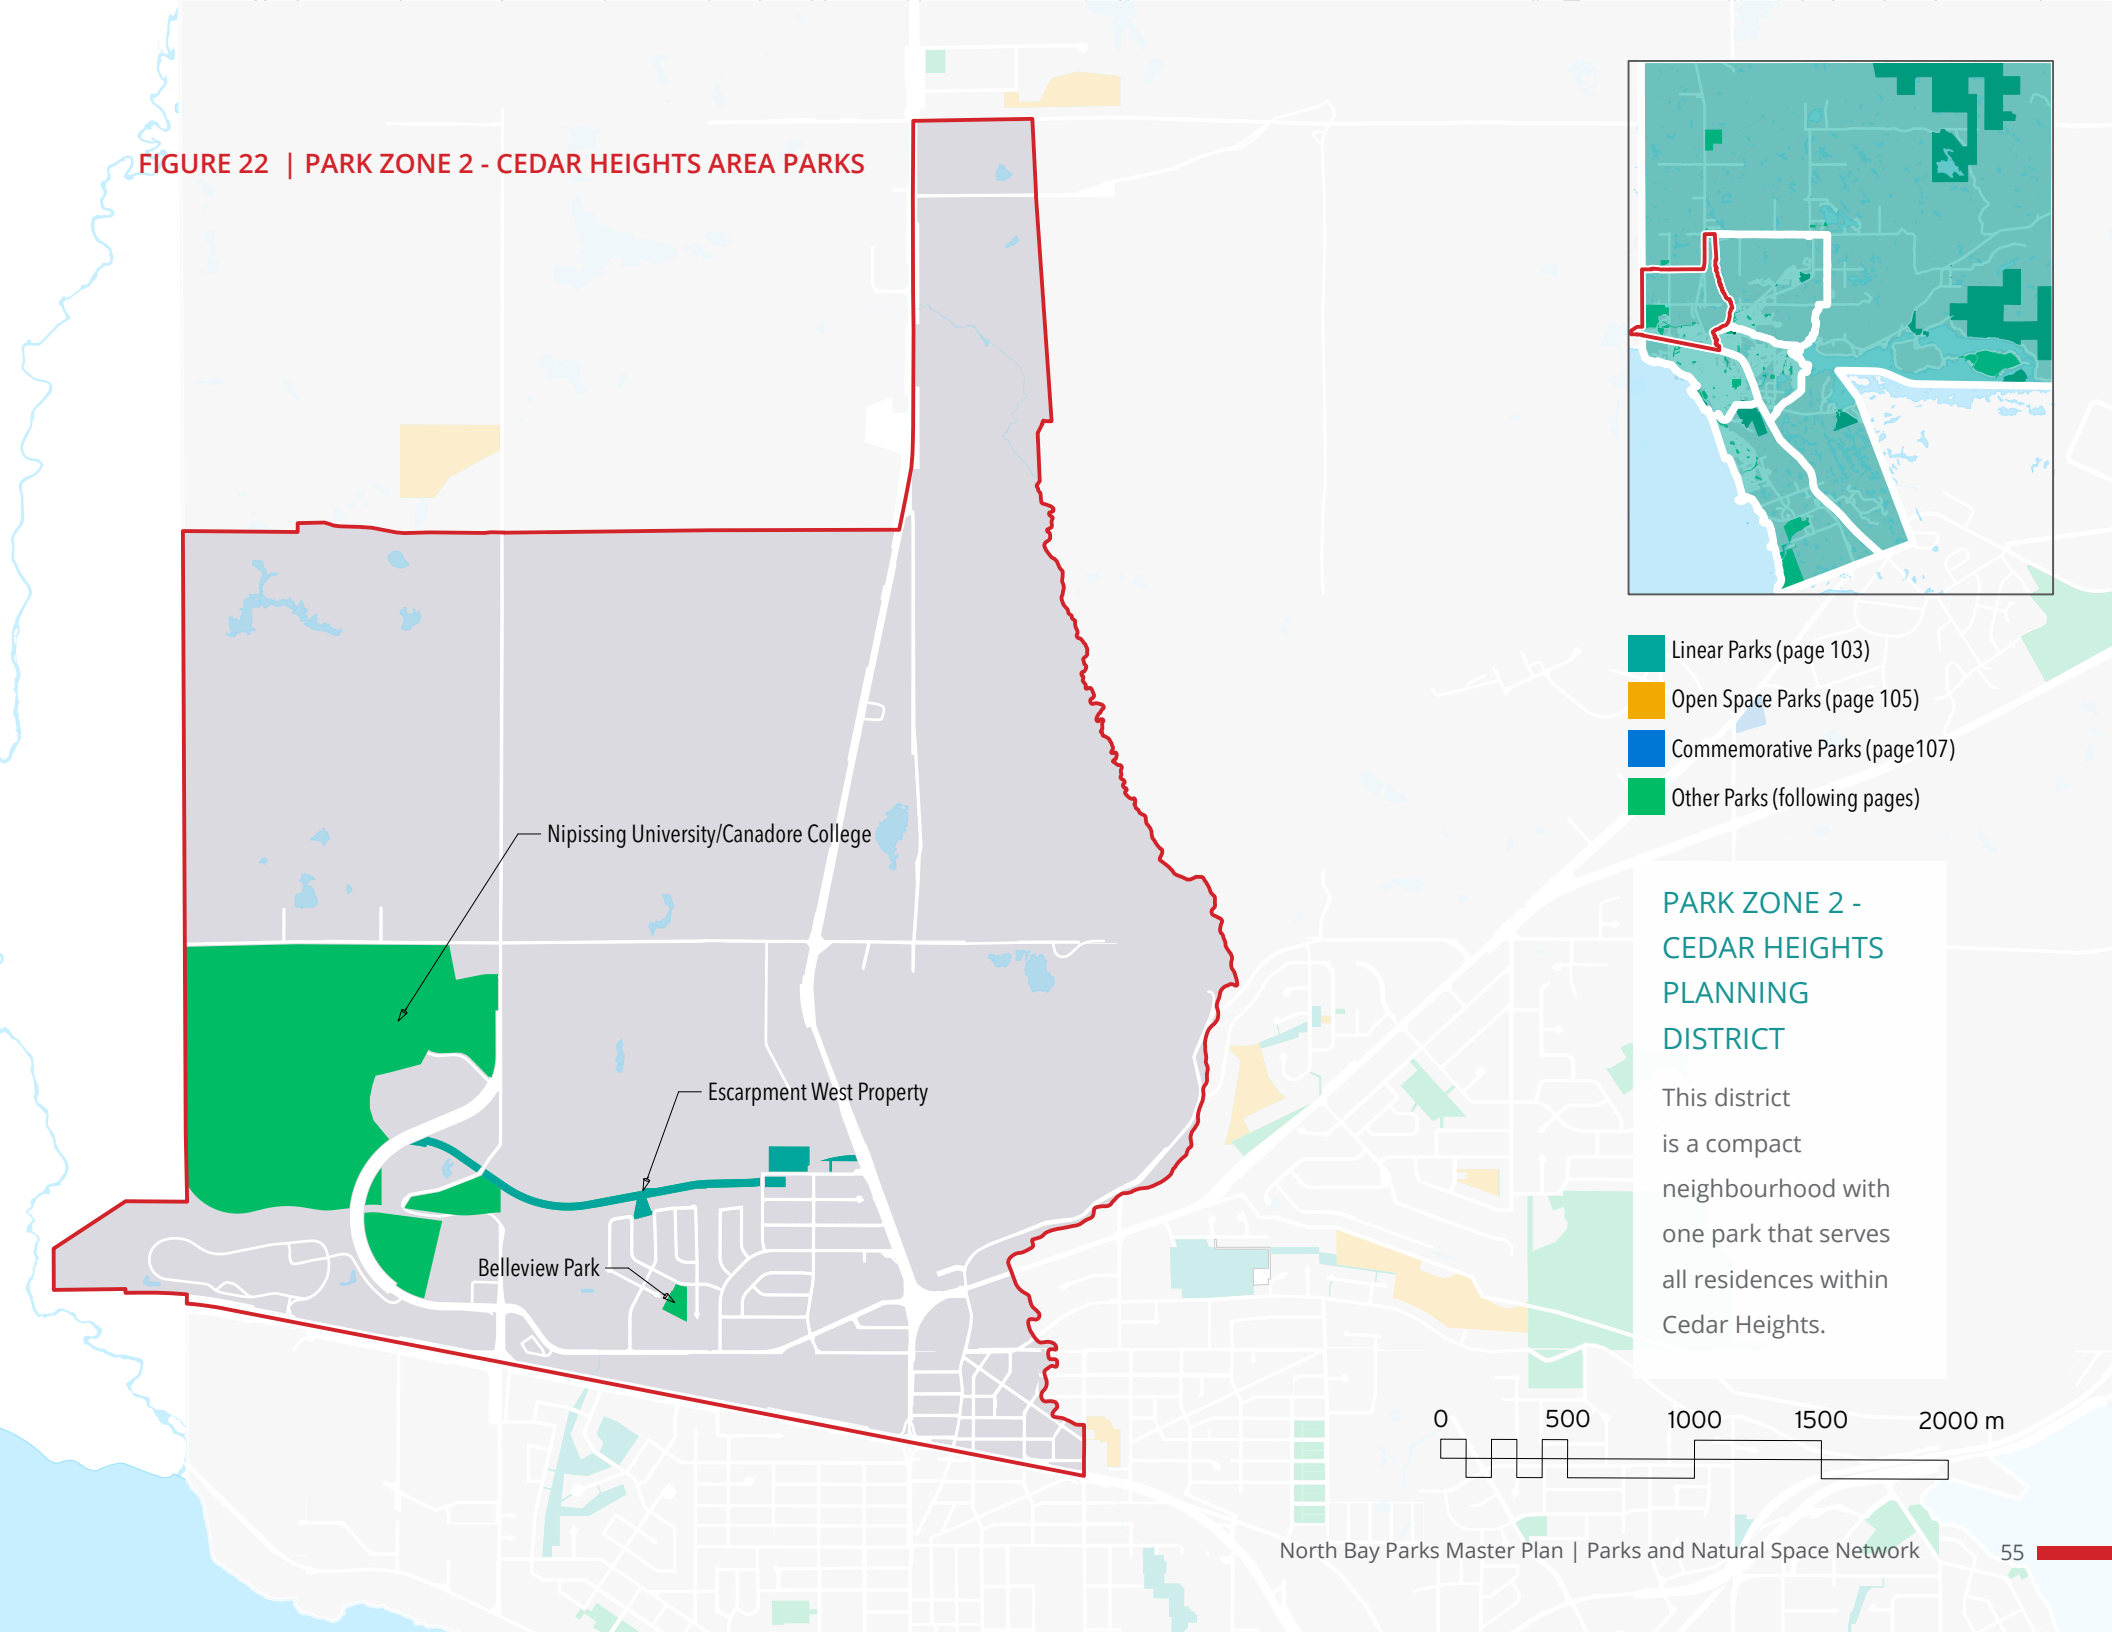 FIGURE 22 | PARK ZONE 2 - CEDAR HEIGHTS AREA PARKS
Linear Parks (page 103)
Open Space Parks (page 105)
Commemorative Parks (page107)
Other Parks (following pages)
Nipissing University/Canadore College
Escarpment West Property
Belleview Park
PARK ZONE 2 -
CEDAR HEIGHTS
PLANNING
DISTRICT
This district
is a compact
neighbourhood with
one park that serves
all residences within
Cedar Heights.
0 500 1000 1500 2000 m
North Bay Parks Master Plan | Parks and Natural Space Network 55